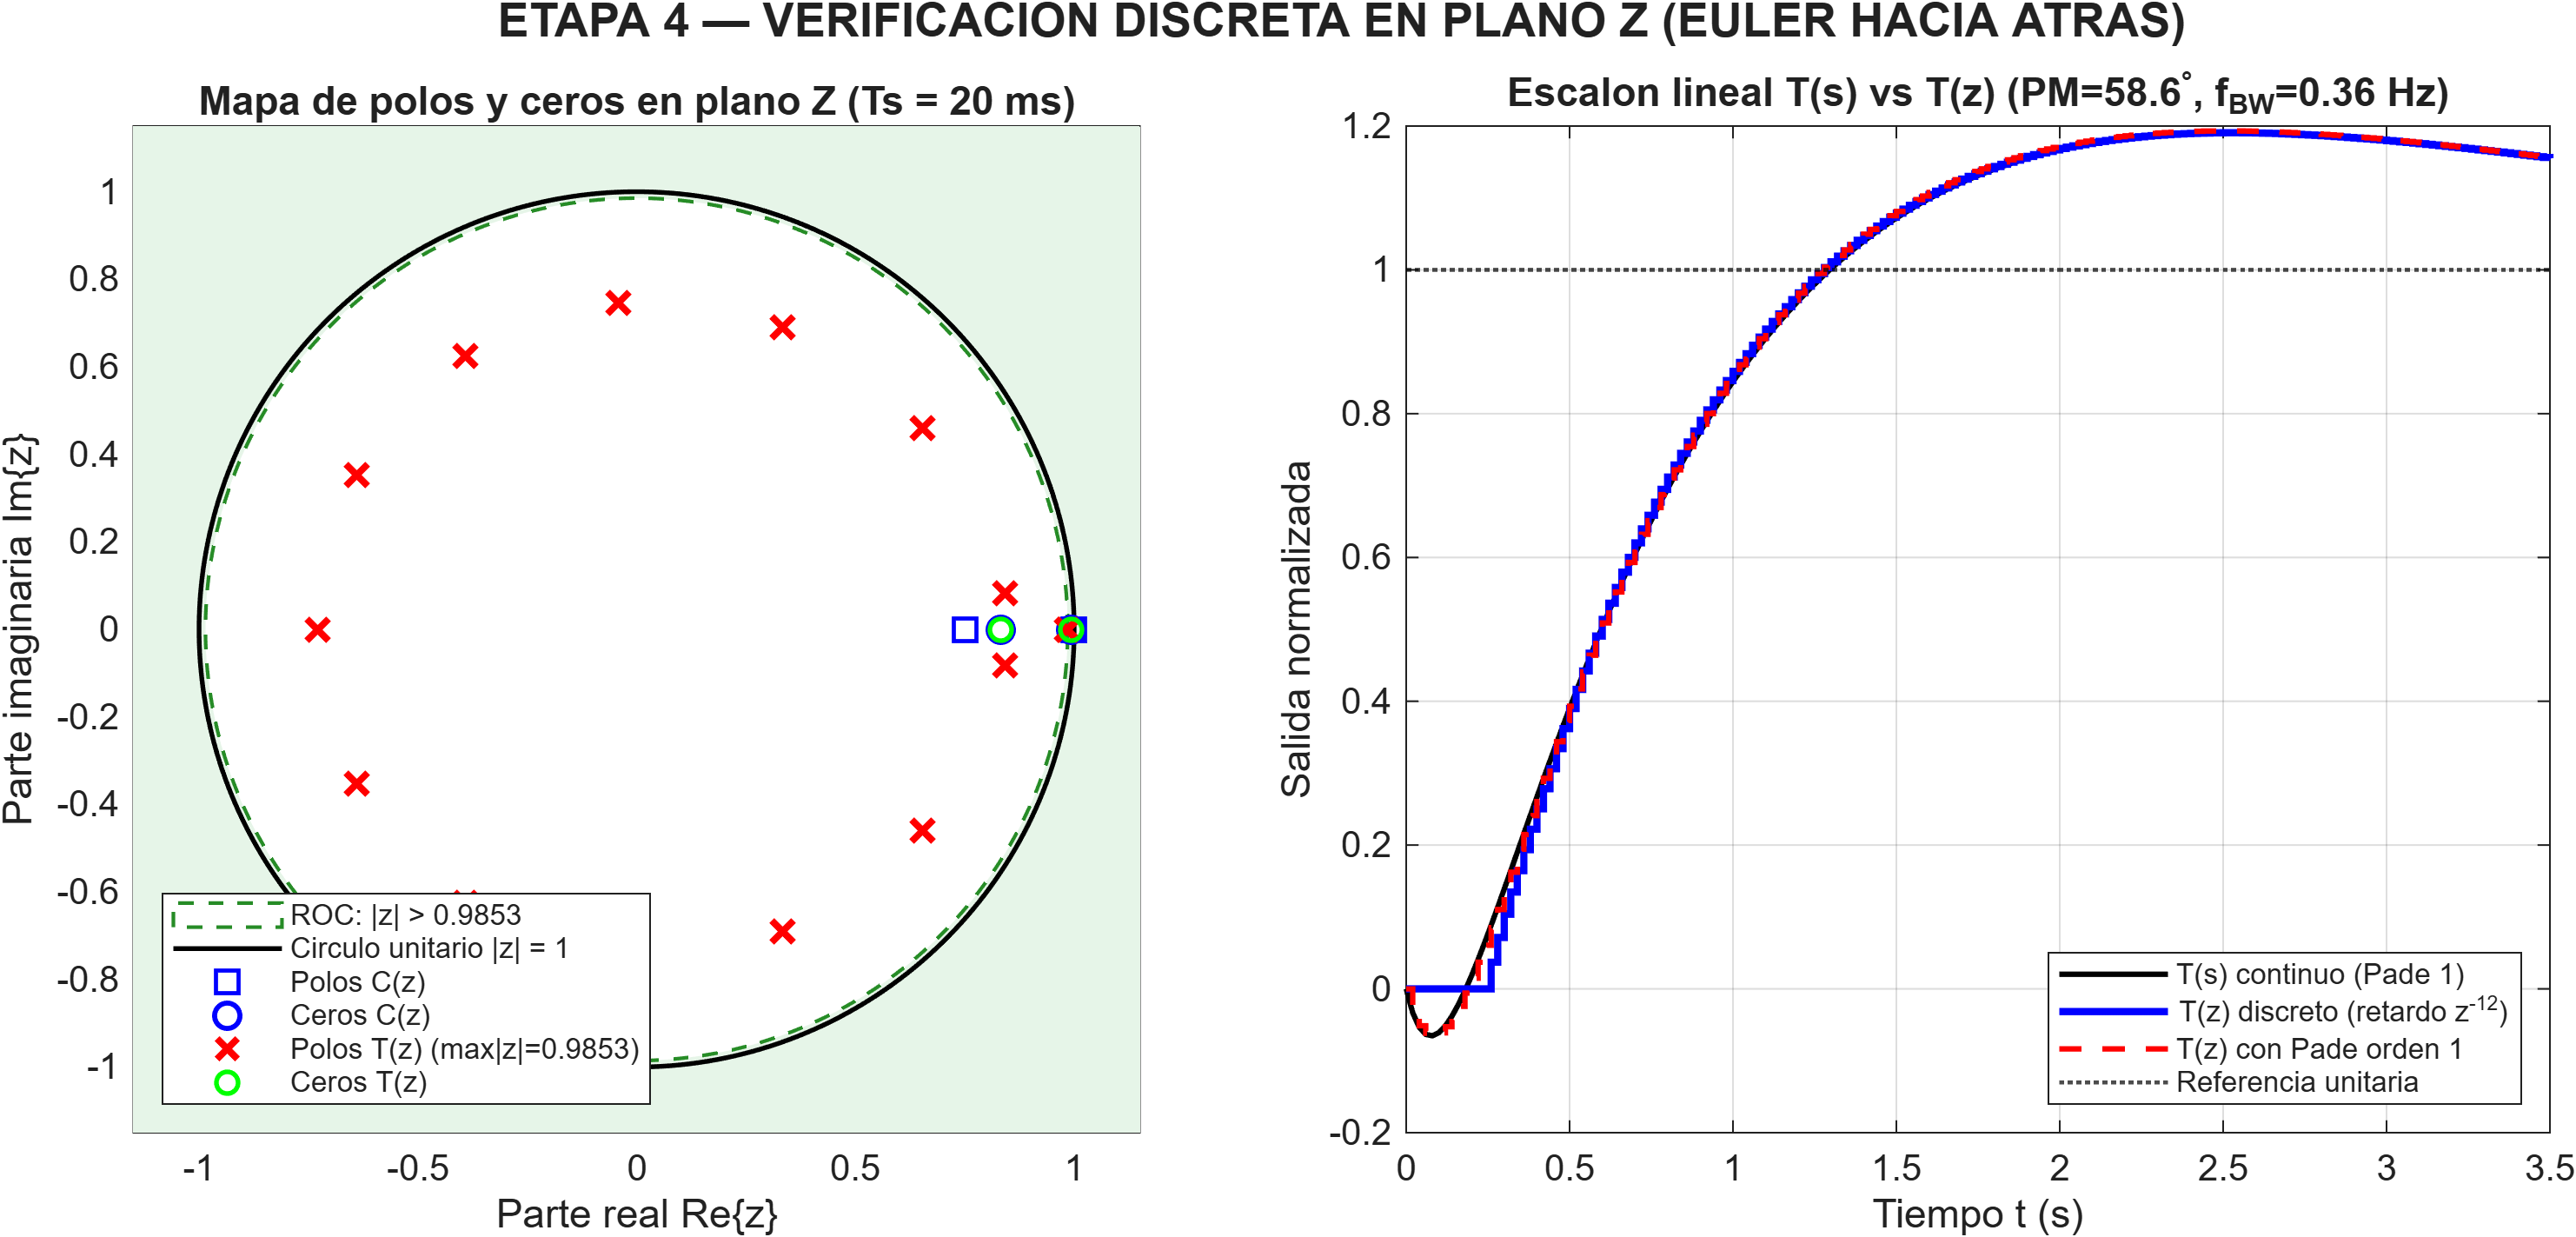 ETAPA 4 — VERIFICACION DISCRETA EN PLANO Z (EULER HACIA ATRAS)
Mapa de polos y ceros en plano Z (Ts = 20 ms)
Parte imaginaria Im{z}
1
0.8
0.6
0.4
0.2
0
-0.2
-0.4
-0.6
-0.8
-1
ROC: |z| > 0.9853
Circulo unitario |z| = 1
Polos C(z)
Ceros C(z)
Polos T(z) (max|z|=0.9853)
Ceros T(z)
-1 -0.5 0 0.5 1
Parte real Re{z}
Escalon lineal T(s) vs T(z) (PM=58.6°, fBW=0.36 Hz)
Salida normalizada
1.2
1
0.8
0.6
0.4
0.2
0
-0.2
T(s) continuo (Pade 1)
T(z) discreto (retardo z-12)
T(z) con Pade orden 1
Referencia unitaria
0 0.5 1 1.5 2 2.5 3 3.5
Tiempo t (s)